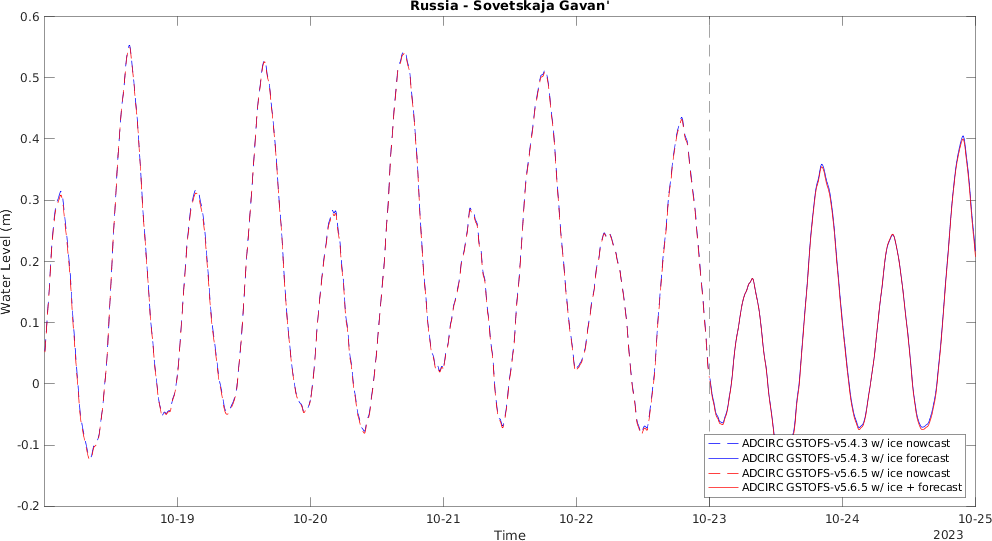 Russia - Sovetskaja Gavan'
0.6
0.5
0.4
0.3
0.2
0.1
0
-0.1
-0.2
Water Level (m)
ADCIRC GSTOFS-v5.4.3 w/ ice nowcast
ADCIRC GSTOFS-v5.4.3 w/ ice forecast
ADCIRC GSTOFS-v5.6.5 w/ ice nowcast
ADCIRC GSTOFS-v5.6.5 w/ ice + forecast
10-19
10-20
10-21
10-22
10-23
10-24
10-25
Time
2023